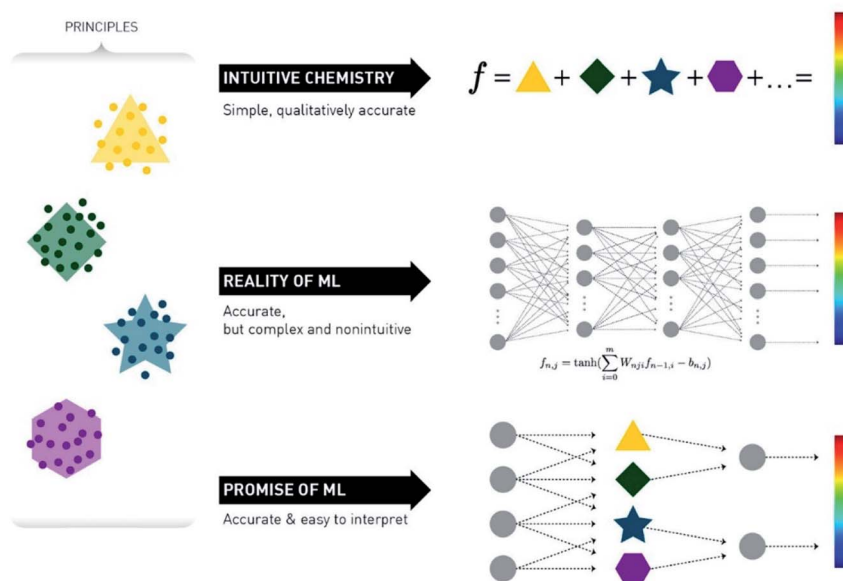 PRINCIPLES
INTUITIVE CHEMISTRY
Simple, qualitatively accurate
f = + + + + ... =
REALITY OF ML
Accurate,
but complex and nonintuitive
f_{n,j} = tanh(∑_{i=0}^{m} W_{nji} f_{n-1,i} − b_{n,j})
PROMISE OF ML
Accurate & easy to interpret